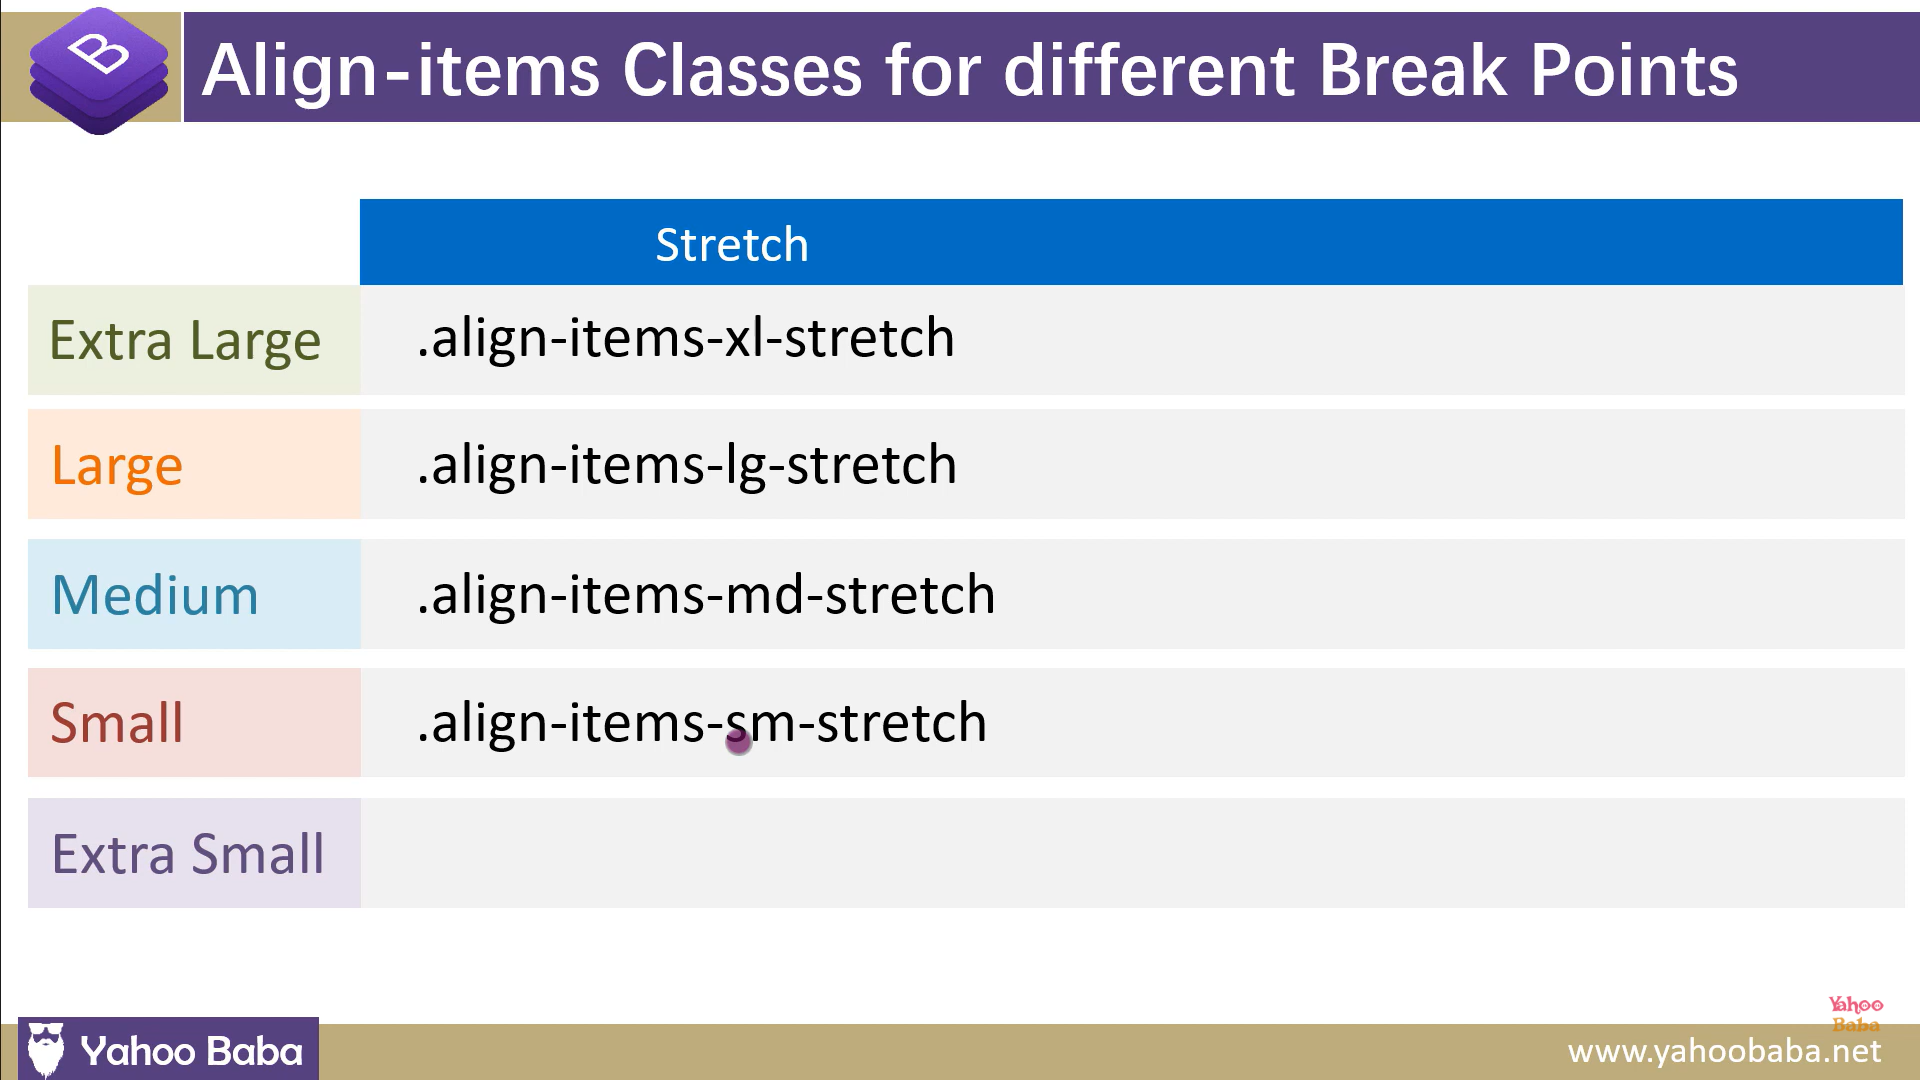 B
Align-items Classes for different Break Points
Stretch
Extra Large .align-items-xl-stretch
Large .align-items-lg-stretch
Medium .align-items-md-stretch
Small .align-items-sm-stretch
Extra Small
Yahoo
Baba
Yahoo Baba
www.yahoobaba.net